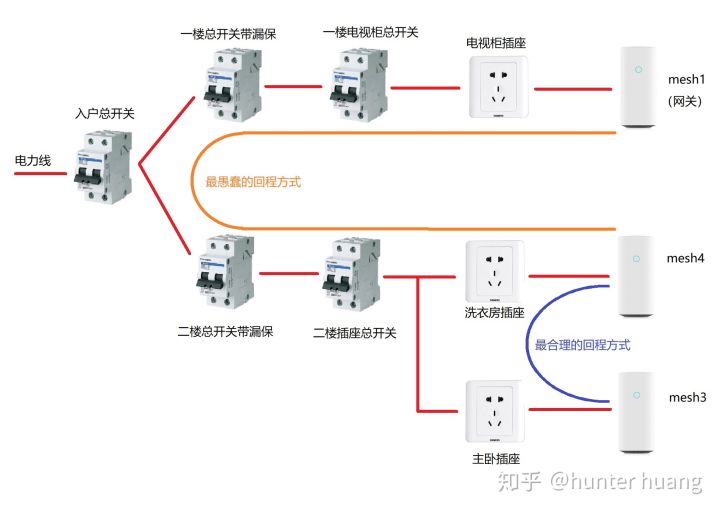 一楼总开关带漏保
一楼电视柜总开关
电视柜插座
mesh1
(网关)
入户总开关
电力线
最愚蠢的回程方式
mesh4
二楼总开关带漏保
二楼插座总开关
洗衣房插座
最合理的回程方式
mesh3
主卧插座
知乎 @hunter huang